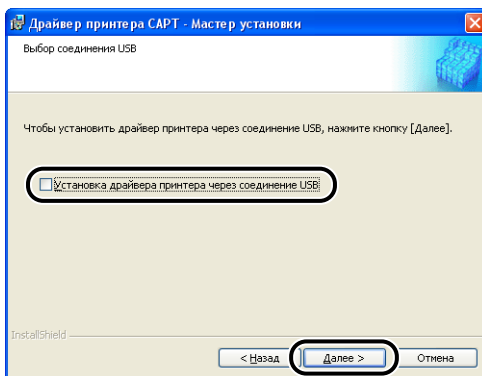 Драйвер принтера CAPT - Мастер установки
Выбор соединения USB
Чтобы установить драйвер принтера через соединение USB, нажмите кнопку [Далее].
Установка драйвера принтера через соединение USB
InstallShield
< Назад
Далее >
Отмена